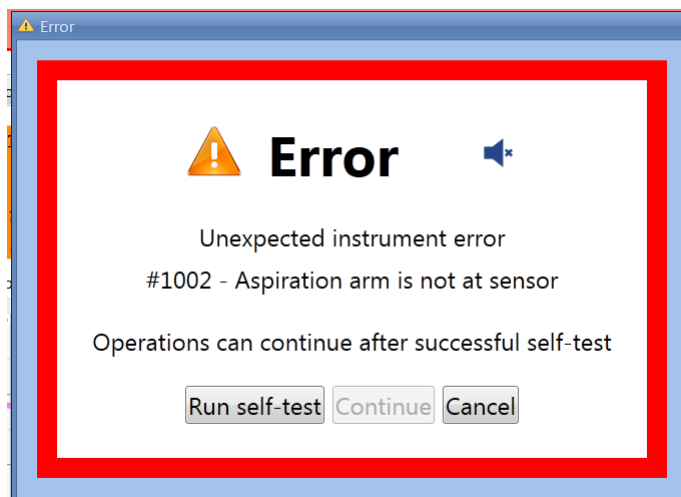 Error
Error
Unexpected instrument error
#1002 - Aspiration arm is not at sensor
Operations can continue after successful self-test
Run self-test Continue Cancel